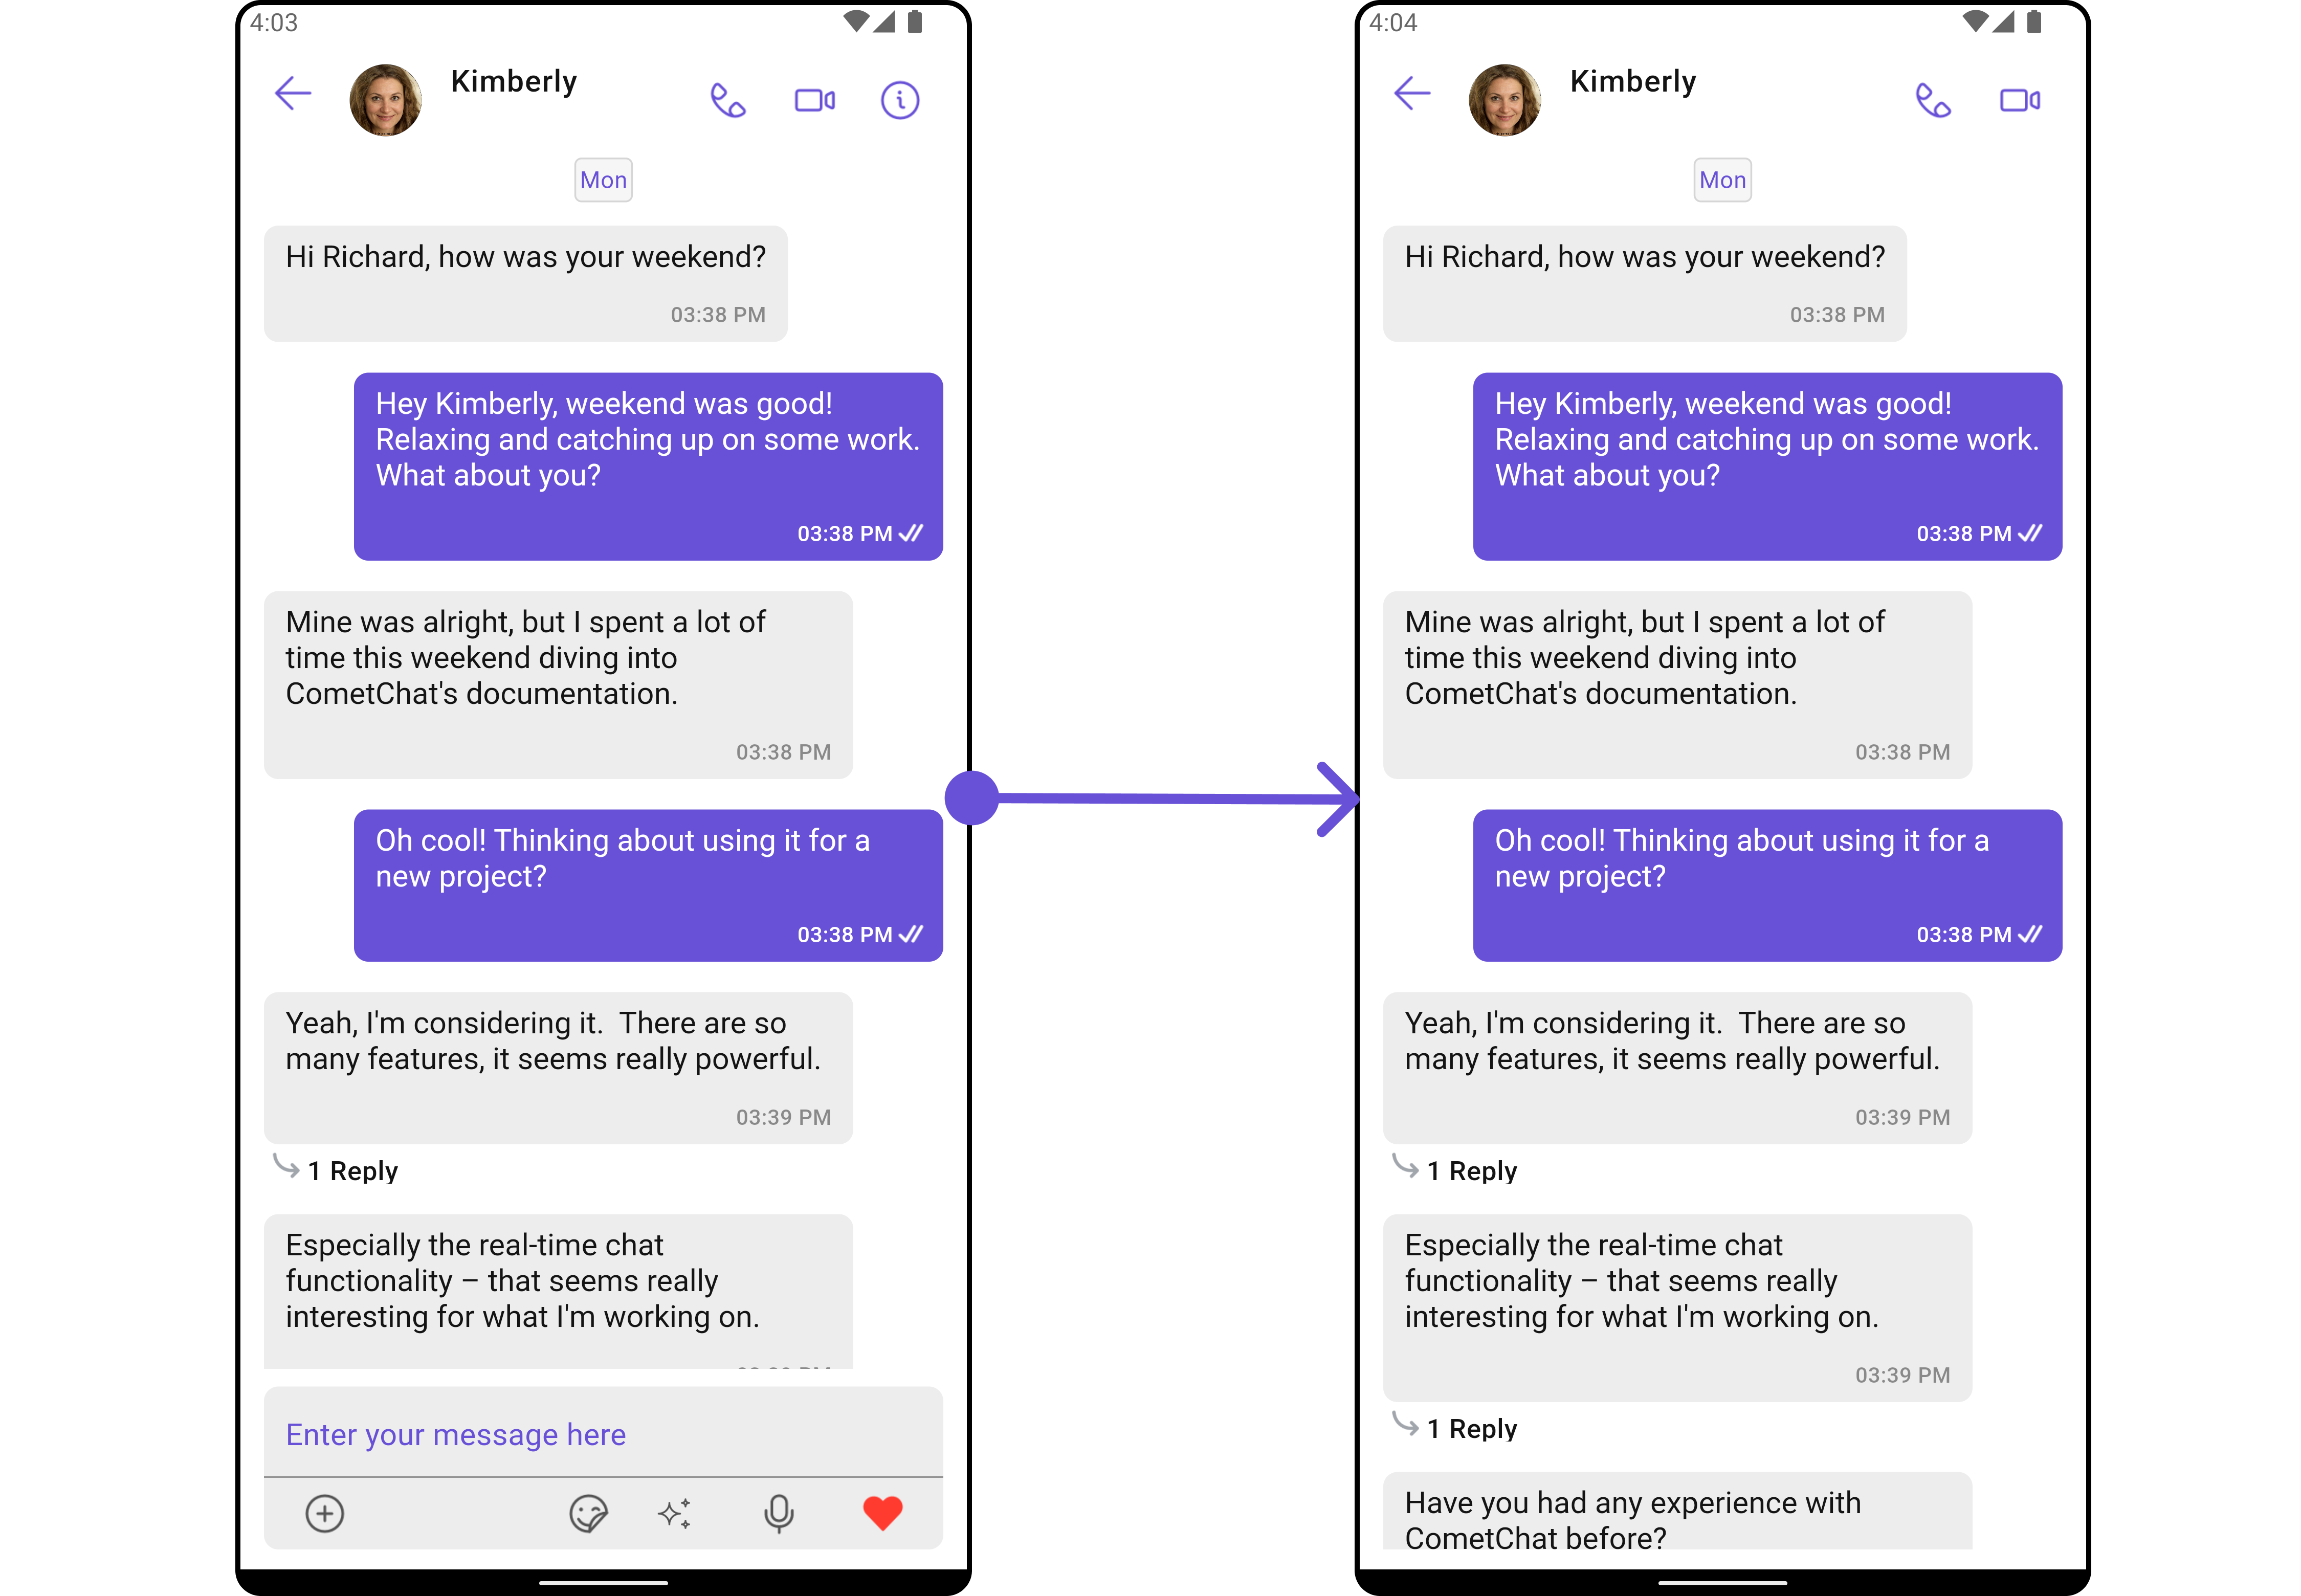 4:03
Kimberly
Mon
Hi Richard, how was your weekend?
03:38 PM
Hey Kimberly, weekend was good!
Relaxing and catching up on some work.
What about you?
03:38 PM
Mine was alright, but I spent a lot of
time this weekend diving into
CometChat's documentation.
03:38 PM
Oh cool! Thinking about using it for a
new project?
03:38 PM
Yeah, I'm considering it.  There are so
many features, it seems really powerful.
03:39 PM
1 Reply
Especially the real-time chat
functionality – that seems really
interesting for what I'm working on.
Enter your message here
4:04
Kimberly
Mon
Hi Richard, how was your weekend?
03:38 PM
Hey Kimberly, weekend was good!
Relaxing and catching up on some work.
What about you?
03:38 PM
Mine was alright, but I spent a lot of
time this weekend diving into
CometChat's documentation.
03:38 PM
Oh cool! Thinking about using it for a
new project?
03:38 PM
Yeah, I'm considering it.  There are so
many features, it seems really powerful.
03:39 PM
1 Reply
Especially the real-time chat
functionality – that seems really
interesting for what I'm working on.
03:39 PM
1 Reply
Have you had any experience with
CometChat before?